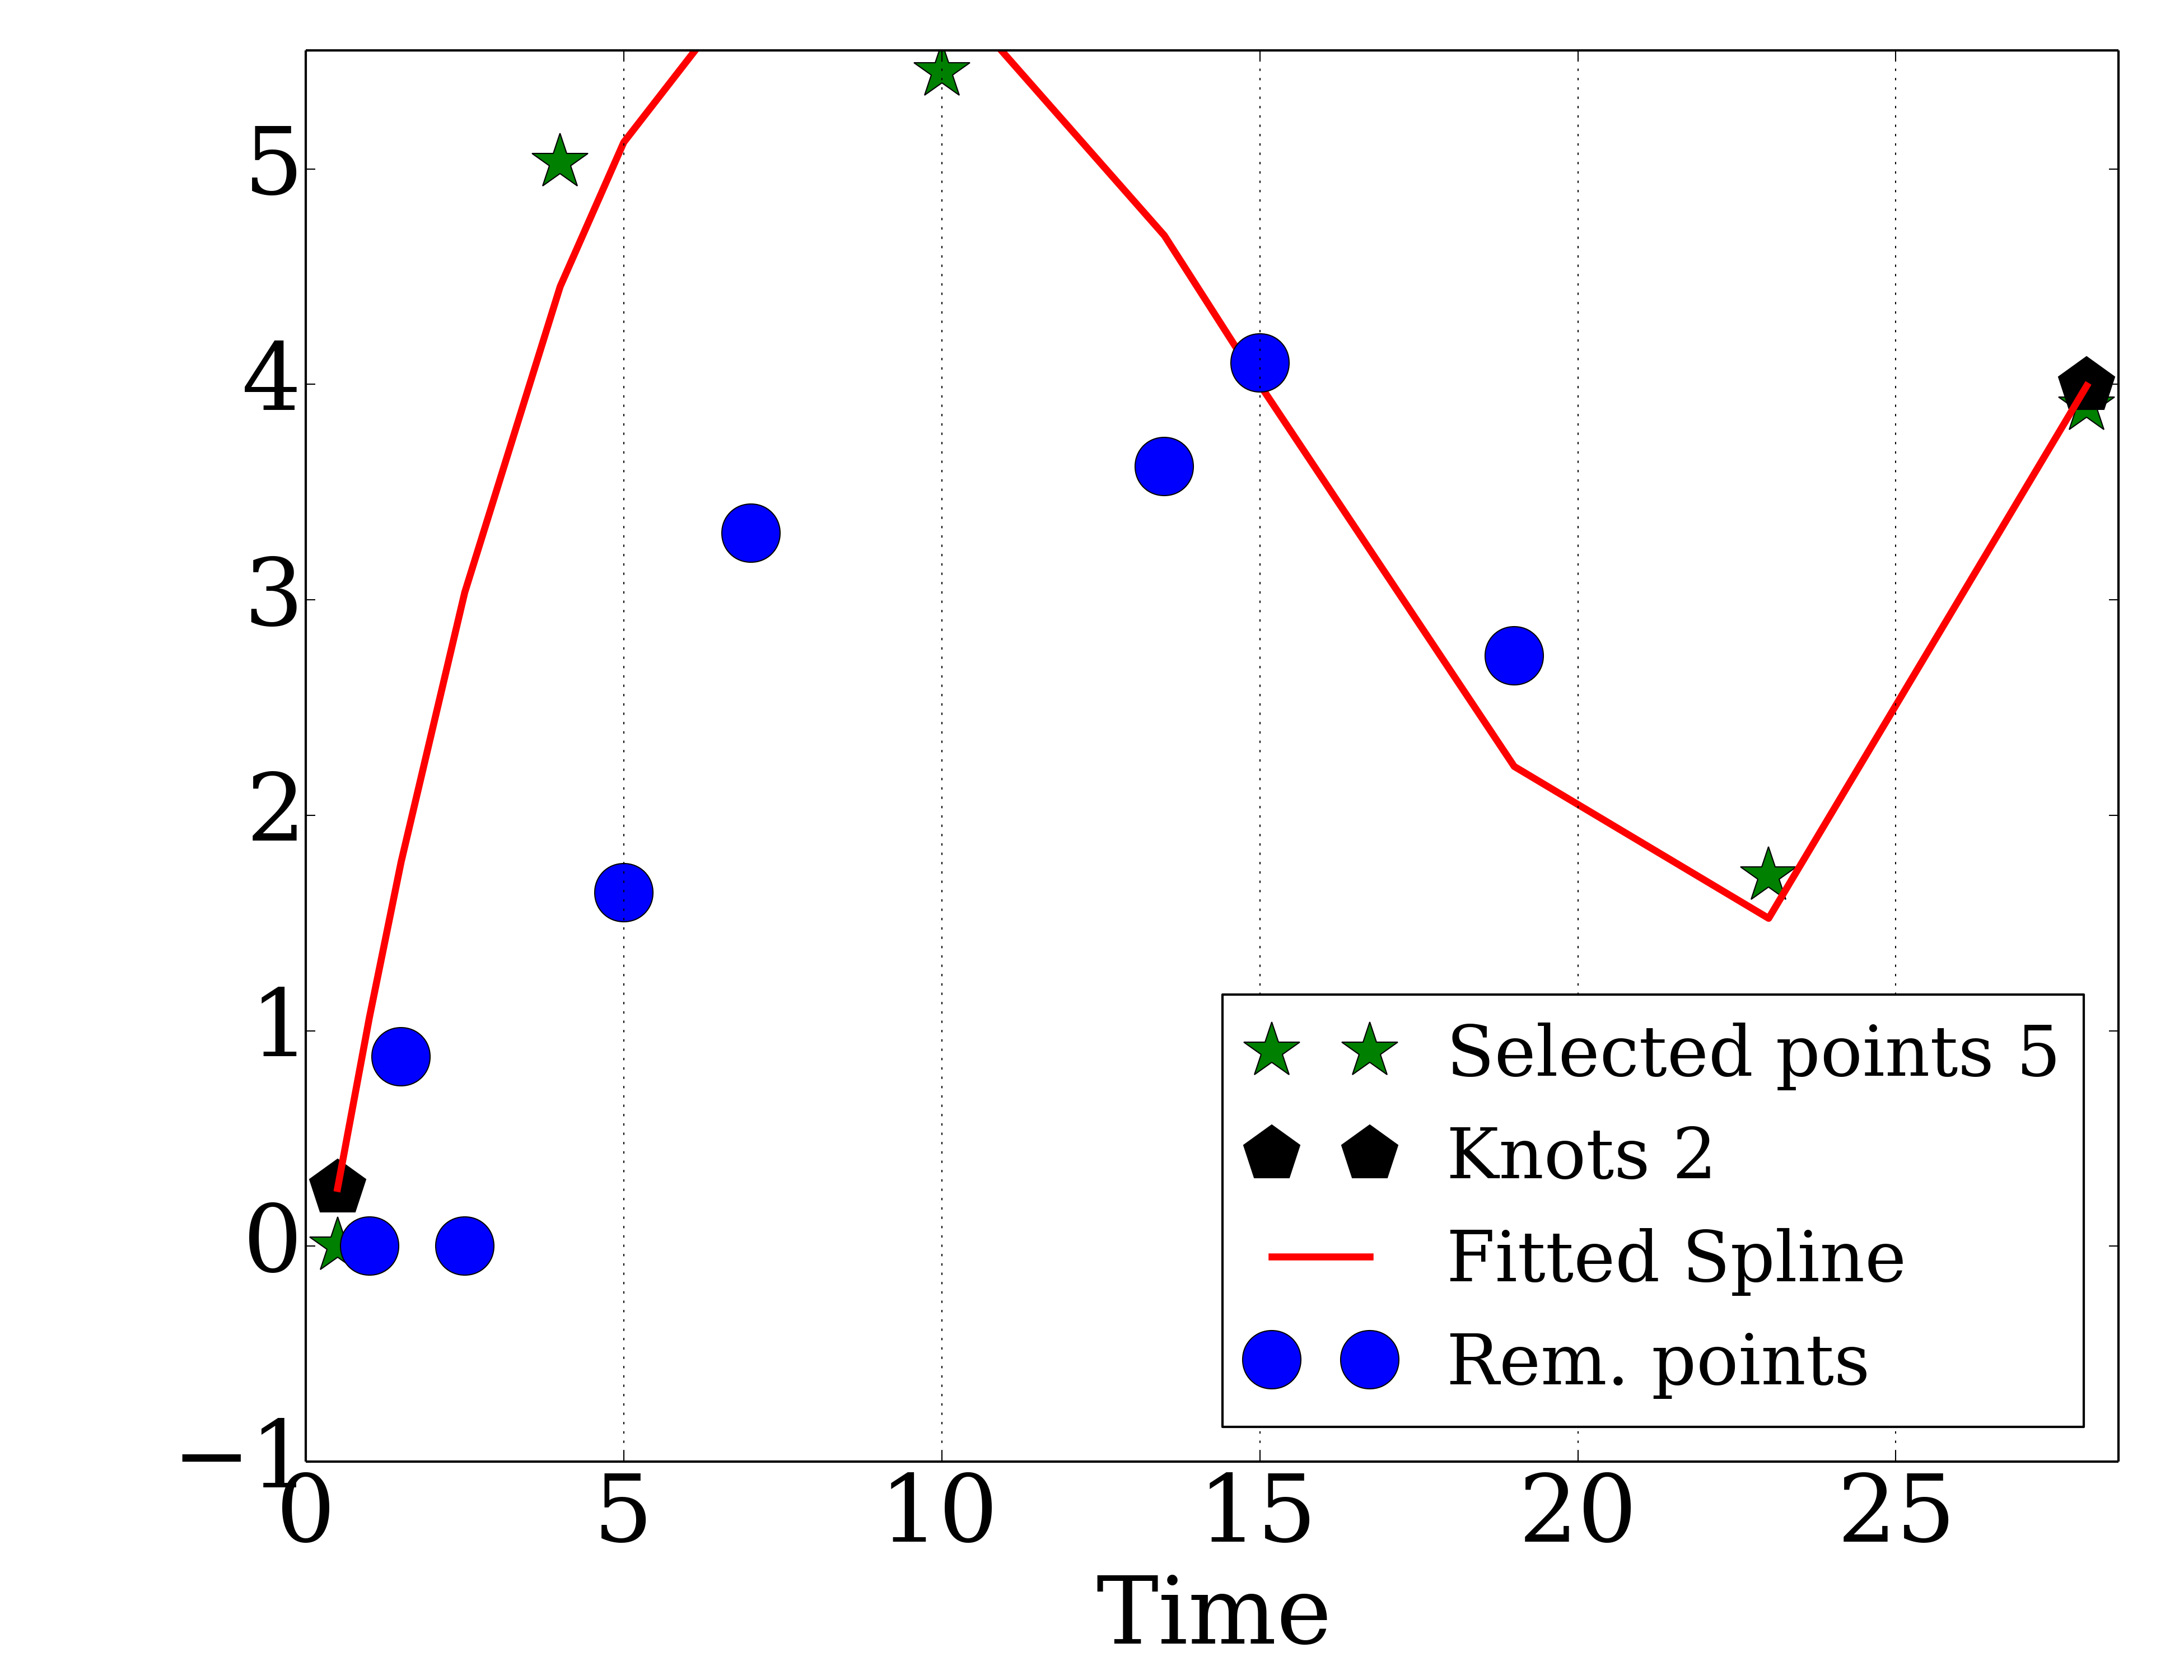 5
4
3
2
1
0
−1
0 5 10 15 20 25
Time
Selected points 5
Knots 2
Fitted Spline
Rem. points